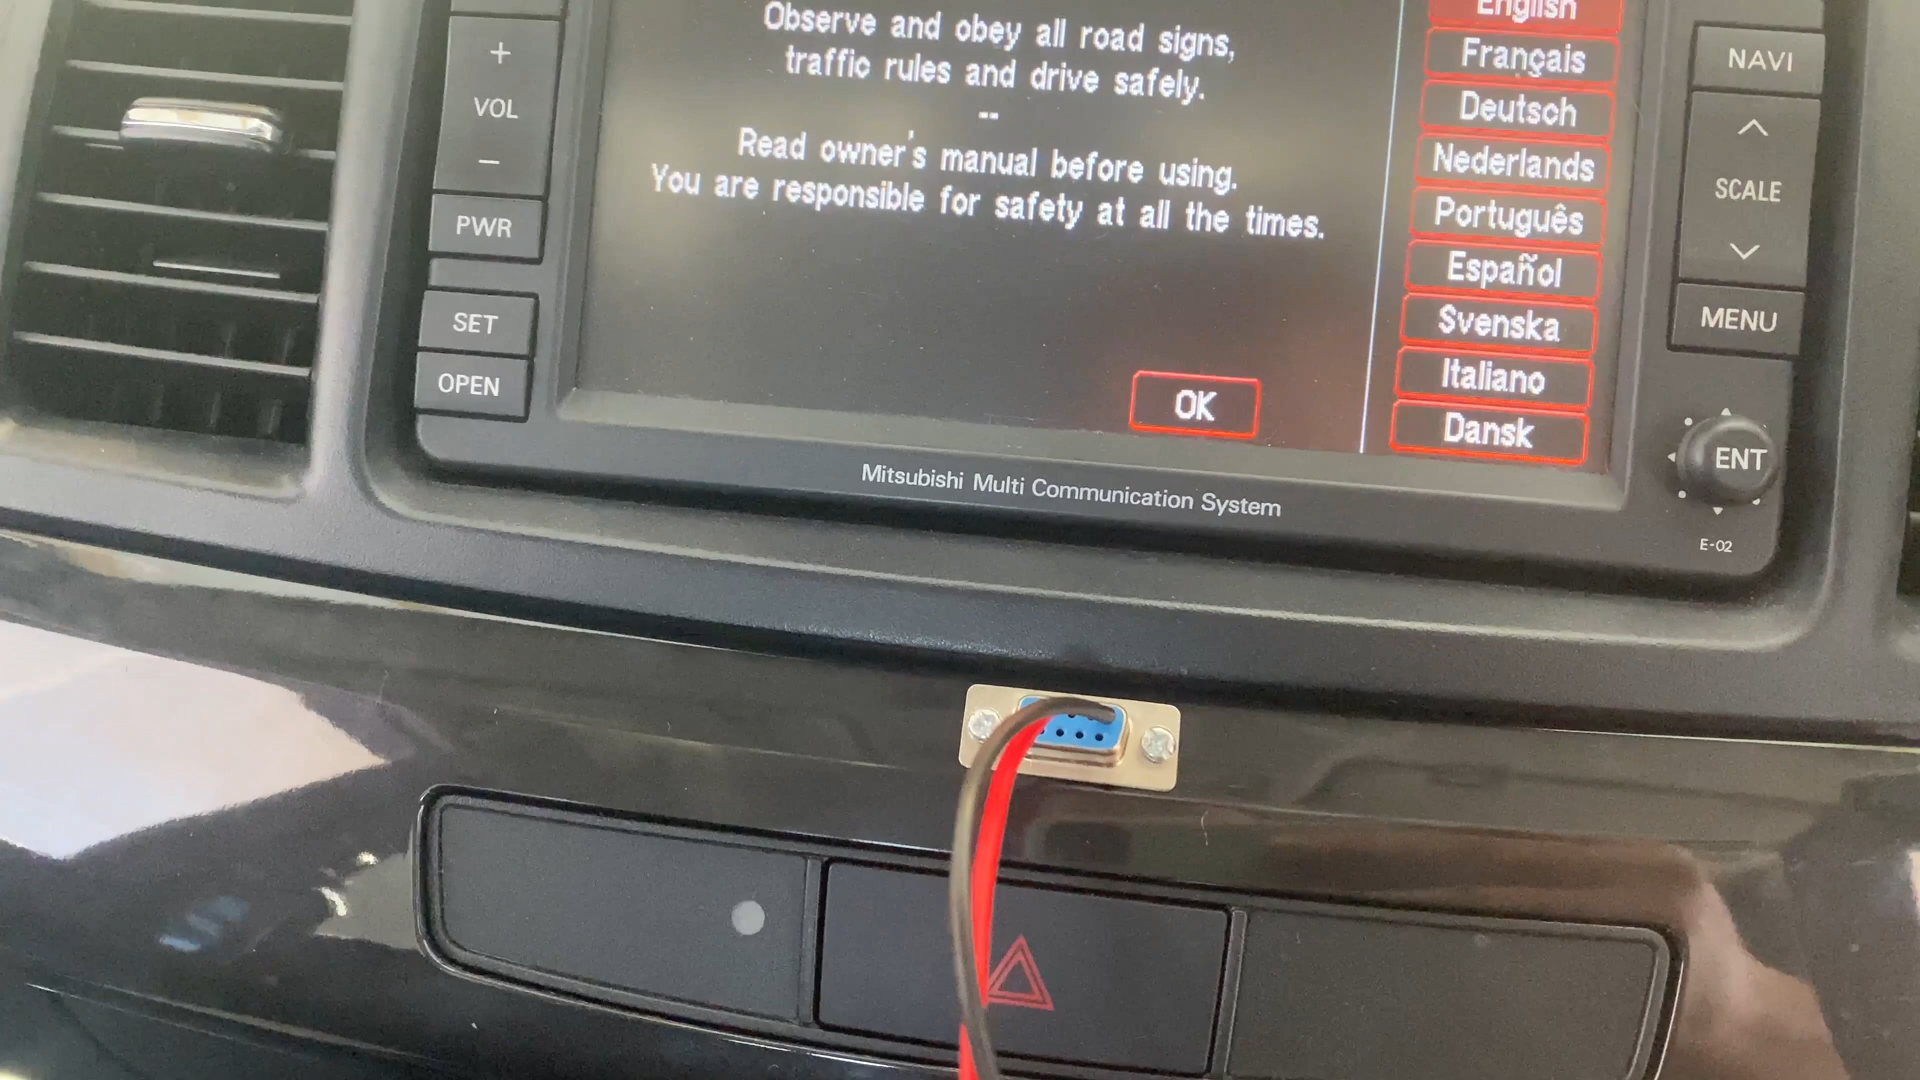 Observe and obey all road signs,
traffic rules and drive safely.
--
Read owner's manual before using.
You are responsible for safety at all the times.
OK
English
Français
Deutsch
Nederlands
Português
Español
Svenska
Italiano
Dansk
+
VOL
−
PWR
SET
OPEN
NAVI
SCALE
MENU
ENT
E-02
Mitsubishi Multi Communication System